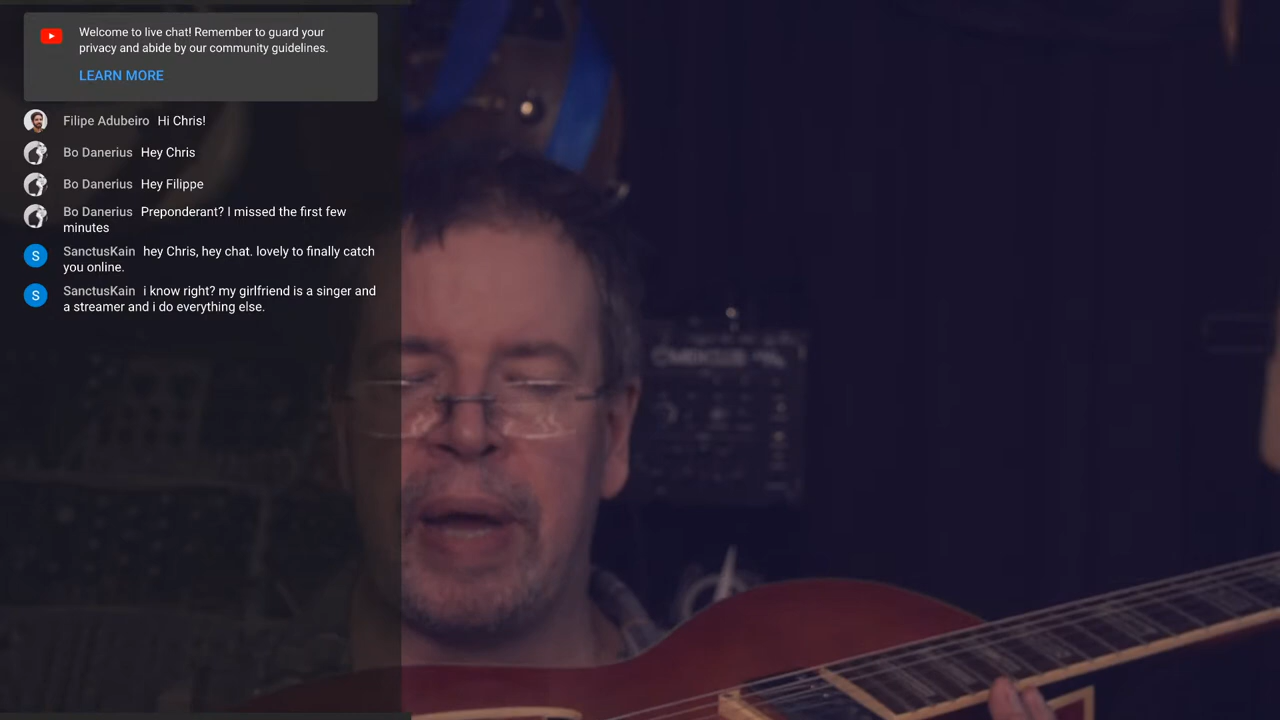 Welcome to live chat! Remember to guard your
privacy and abide by our community guidelines.
LEARN MORE
Filipe Adubeiro Hi Chris!
Bo Danerius Hey Chris
Bo Danerius Hey Filippe
Bo Danerius Preponderant? I missed the first few
minutes
S SanctusKain hey Chris, hey chat. lovely to finally catch
you online.
S SanctusKain i know right? my girlfriend is a singer and
a streamer and i do everything else.